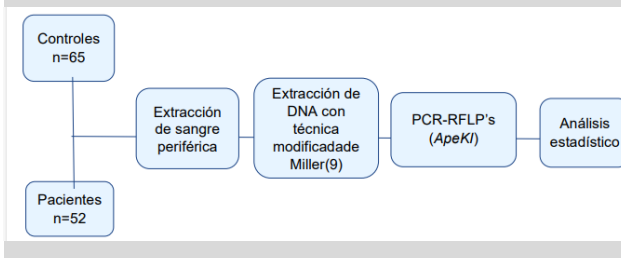 Controles
n=65
Extracción
de sangre
periférica
Extracción de
DNA con
técnica
modificadade
Miller(9)
PCR-RFLP's
(ApeKI)
Análisis
estadístico
Pacientes
n=52